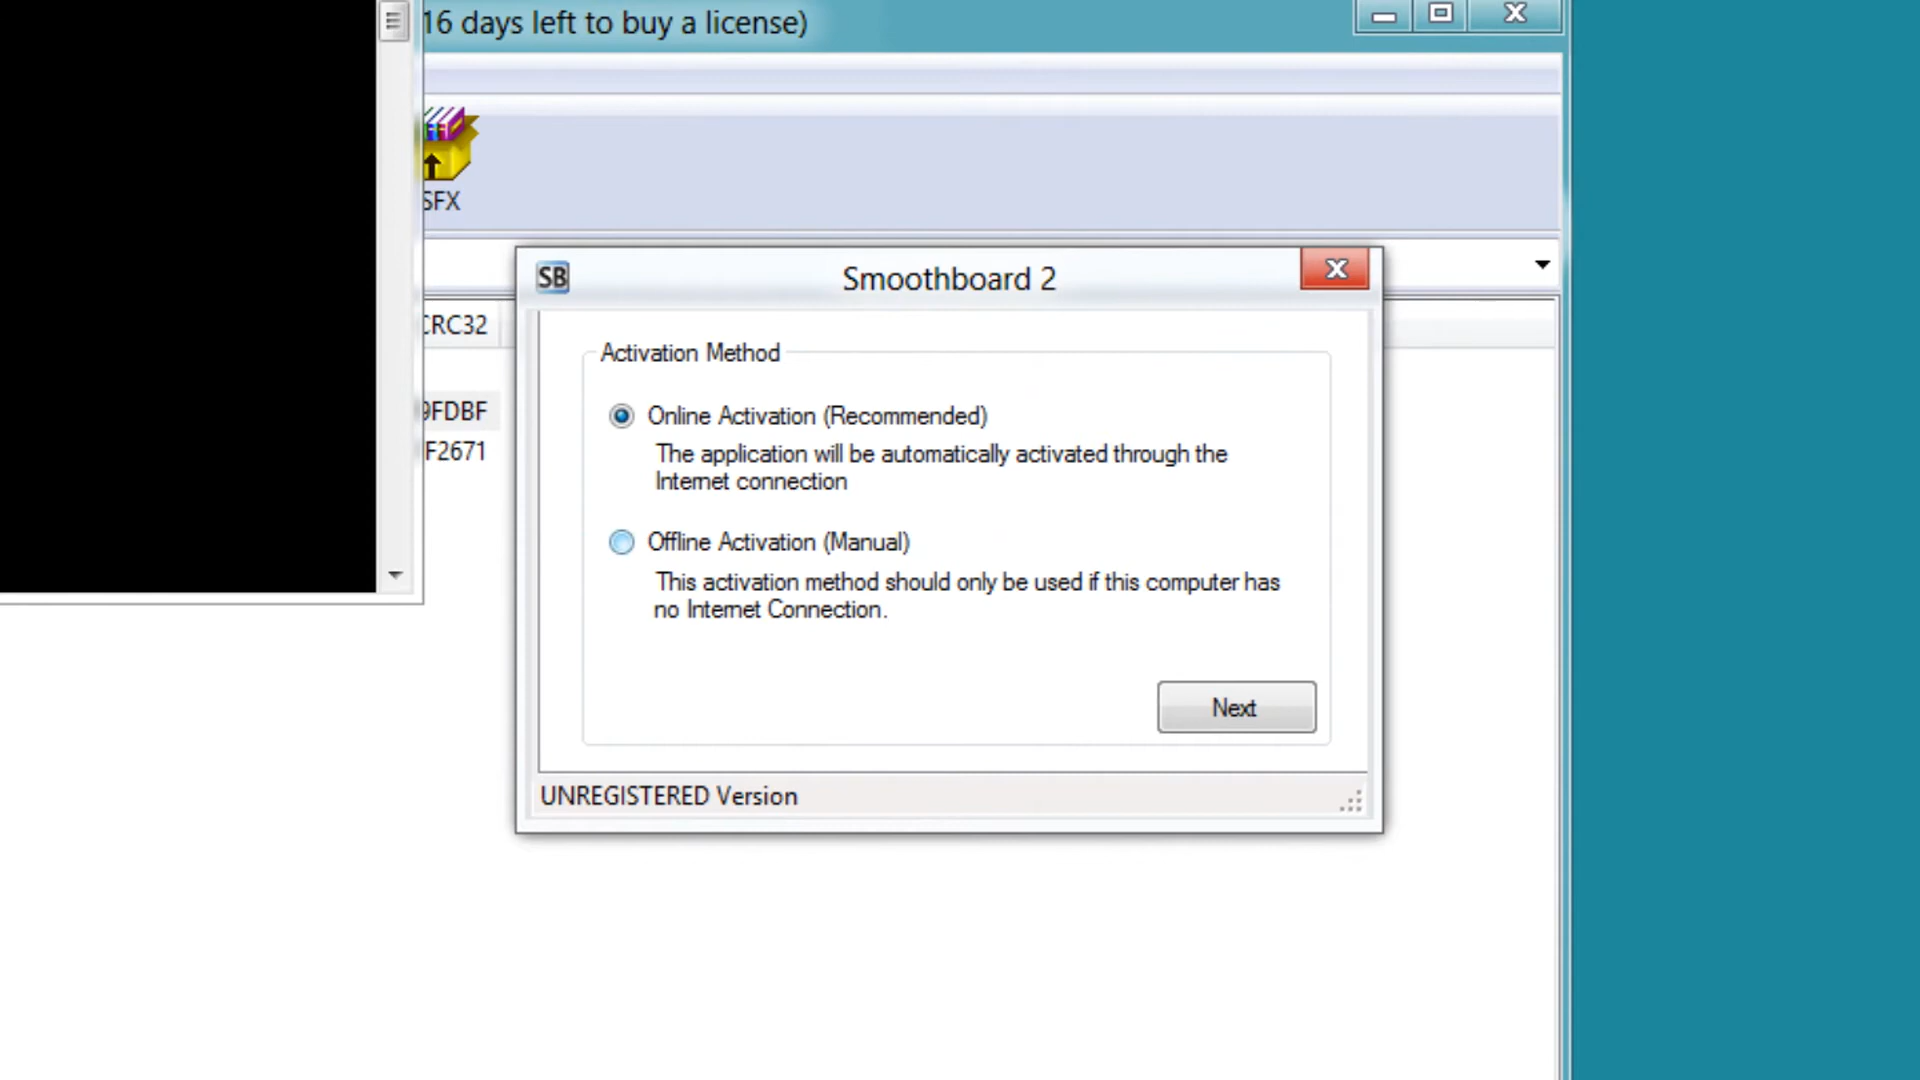 16 days left to buy a license)
SFX
CRC32
9FDBF
F2671
SB
Smoothboard 2
Activation Method
Online Activation (Recommended)
The application will be automatically activated through the
Internet connection
Offline Activation (Manual)
This activation method should only be used if this computer has
no Internet Connection.
Next
UNREGISTERED Version